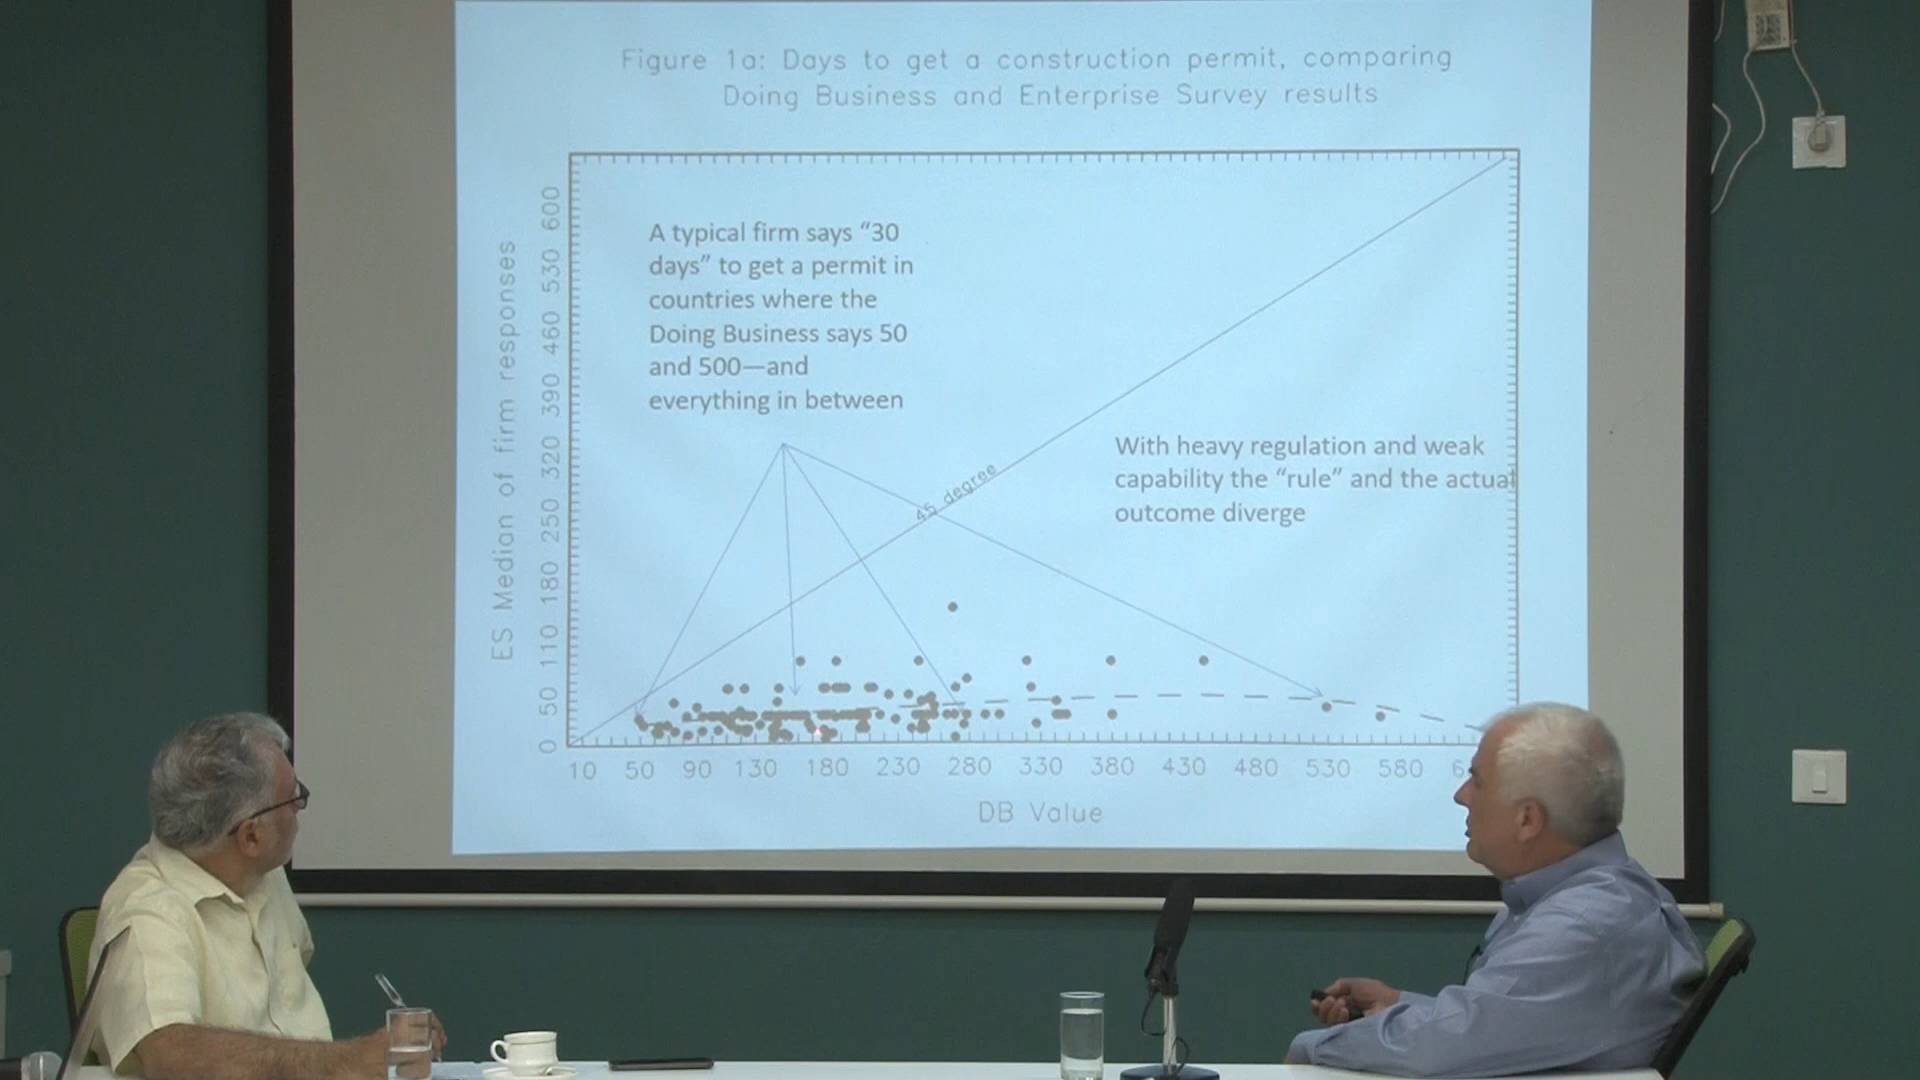 Figure 1a: Days to get a construction permit, comparing
Doing Business and Enterprise Survey results
A typical firm says “30
days” to get a permit in
countries where the
Doing Business says 50
and 500—and
everything in between
With heavy regulation and weak
capability the “rule” and the actual
outcome diverge
45 degree
ES Median of firm responses
600
530
460
390
320
250
180
110
50
0
10 50 90 130 180 230 280 330 380 430 480 530 580
DB Value